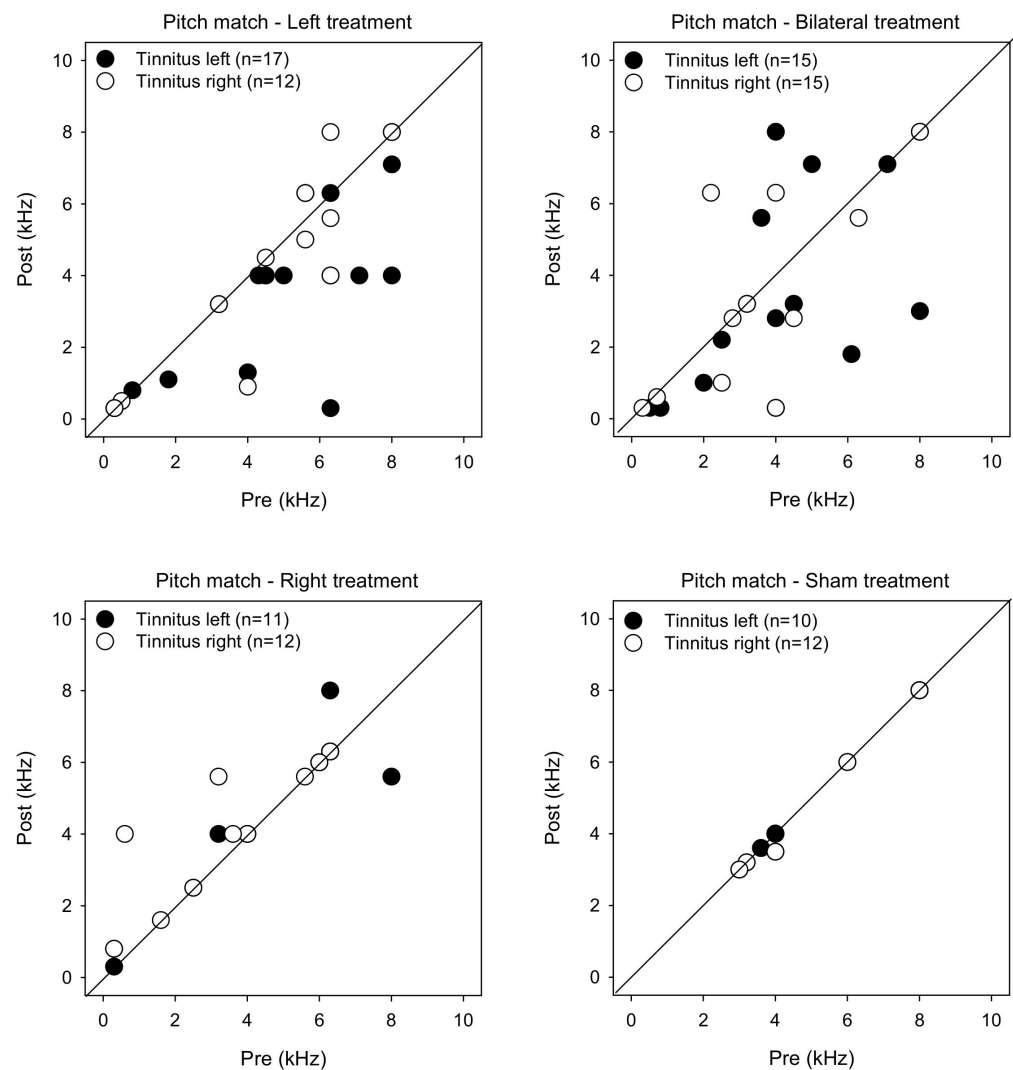 Pitch match - Left treatment
Tinnitus left (n=17)
Tinnitus right (n=12)
10
8
6
4
2
0
Post (kHz)
0 2 4 6 8 10
Pre (kHz)
Pitch match - Bilateral treatment
Tinnitus left (n=15)
Tinnitus right (n=15)
10
8
6
4
2
0
Post (kHz)
0 2 4 6 8 10
Pre (kHz)
Pitch match - Right treatment
Tinnitus left (n=11)
Tinnitus right (n=12)
10
8
6
4
2
0
Post (kHz)
0 2 4 6 8 10
Pre (kHz)
Pitch match - Sham treatment
Tinnitus left (n=10)
Tinnitus right (n=12)
10
8
6
4
2
0
Post (kHz)
0 2 4 6 8 10
Pre (kHz)